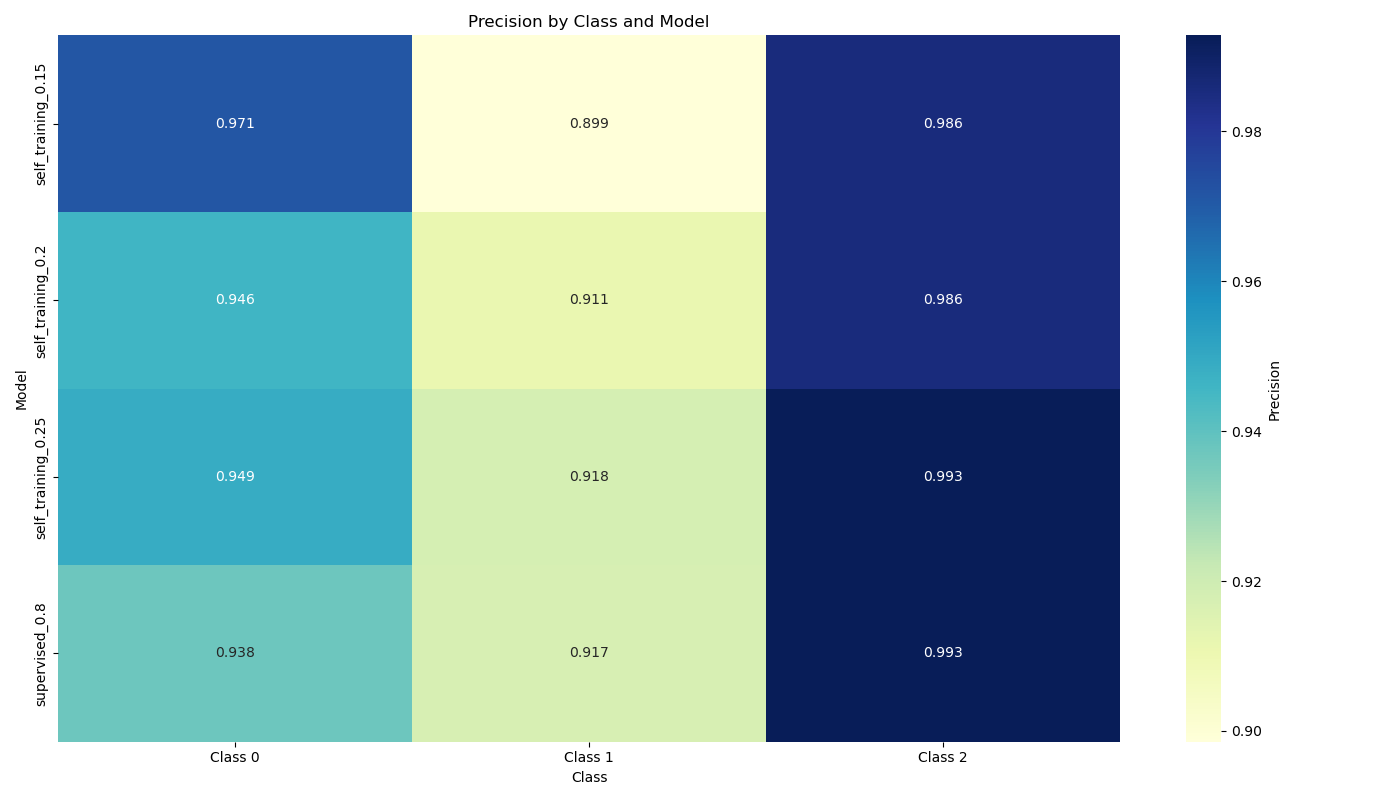 Precision by Class and Model
self_training_0.15
0.971
0.899
0.986
self_training_0.2
0.946
0.911
0.986
self_training_0.25
0.949
0.918
0.993
supervised_0.8
0.938
0.917
0.993
Model
Class 0
Class 1
Class 2
Class
0.98
0.96
0.94
0.92
0.90
Precision